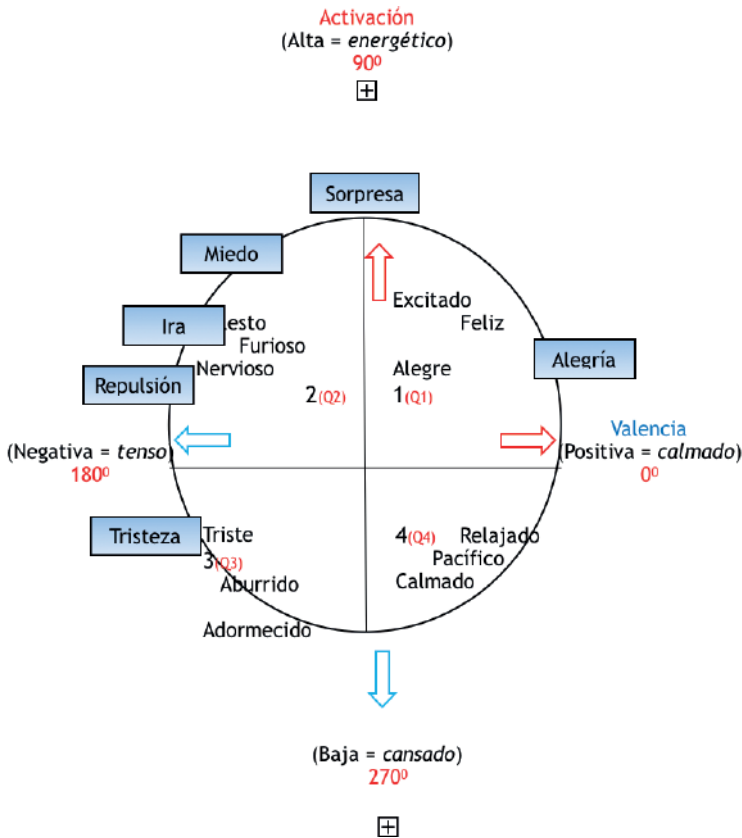 Activación
(Alta = energético)
90º
Sorpresa
Miedo
Excitado
Ira
esto
Feliz
Furioso
Nervioso
Alegre
Alegría
Repulsión
2(Q2)
1(Q1)
Valencia
(Negativa = tenso)
(Positiva = calmado)
180º
0º
Tristeza
Triste
4(Q4)
Relajado
3(Q3)
Pacífico
Aburrido
Calmado
Adormecido
(Baja = cansado)
270º